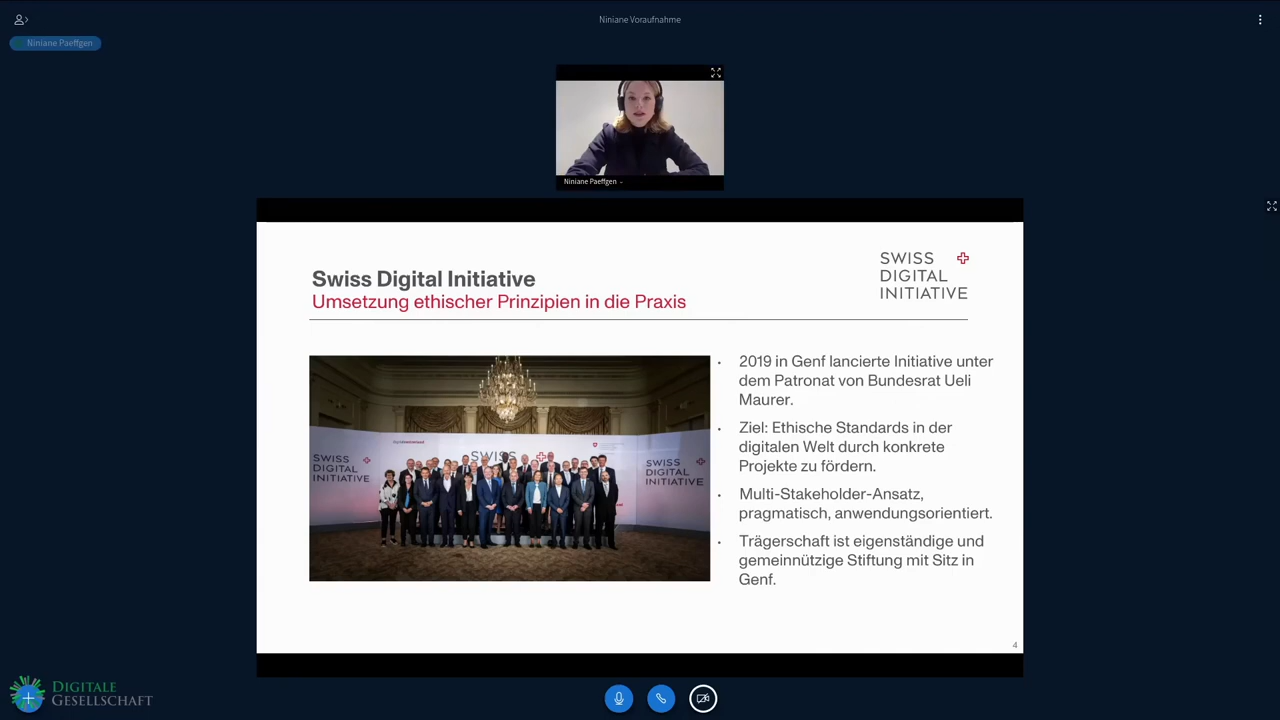 Niniane Voraufnahme
Niniane Paeffgen
Niniane Paeffgen
SWISS
DIGITAL
INITIATIVE
Swiss Digital Initiative
Umsetzung ethischer Prinzipien in die Praxis
2019 in Genf lancierte Initiative unter
dem Patronat von Bundesrat Ueli
Maurer.
Ziel: Ethische Standards in der
digitalen Welt durch konkrete
Projekte zu fördern.
Multi-Stakeholder-Ansatz,
pragmatisch, anwendungsorientiert.
Trägerschaft ist eigenständige und
gemeinnützige Stiftung mit Sitz in
Genf.
SWISS
DIGITAL
INITIATIVE
SWISS
SWISS
DIGITAL
INITIATIVE
4
DIGITALE
GESELLSCHAFT